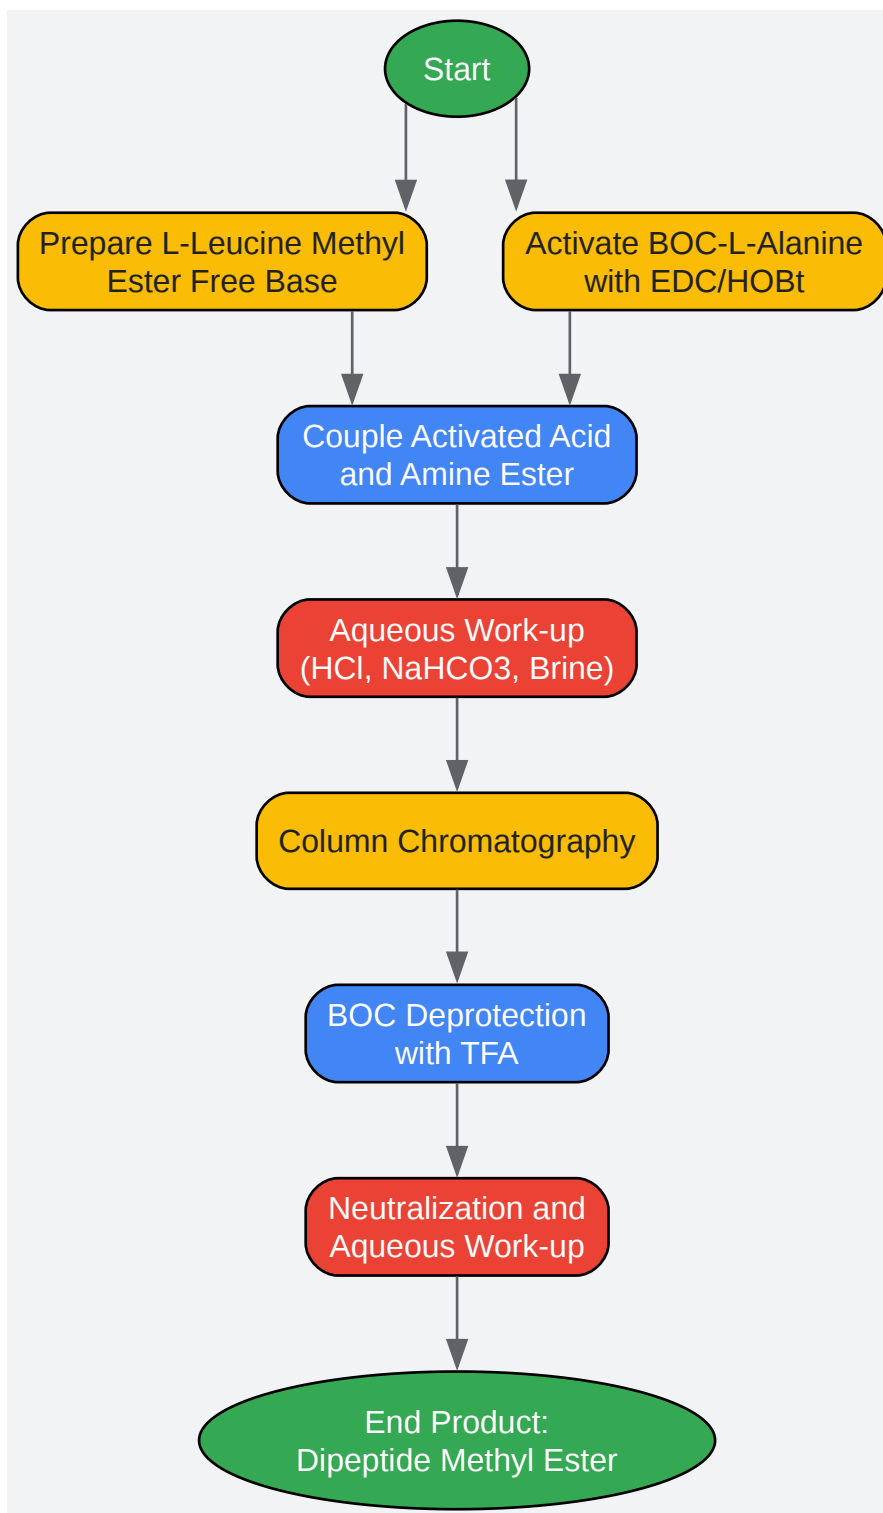 Start
Prepare L-Leucine Methyl
Ester Free Base
Activate BOC-L-Alanine
with EDC/HOBt
Couple Activated Acid
and Amine Ester
Aqueous Work-up
(HCl, NaHCO3, Brine)
Column Chromatography
BOC Deprotection
with TFA
Neutralization and
Aqueous Work-up
End Product:
Dipeptide Methyl Ester